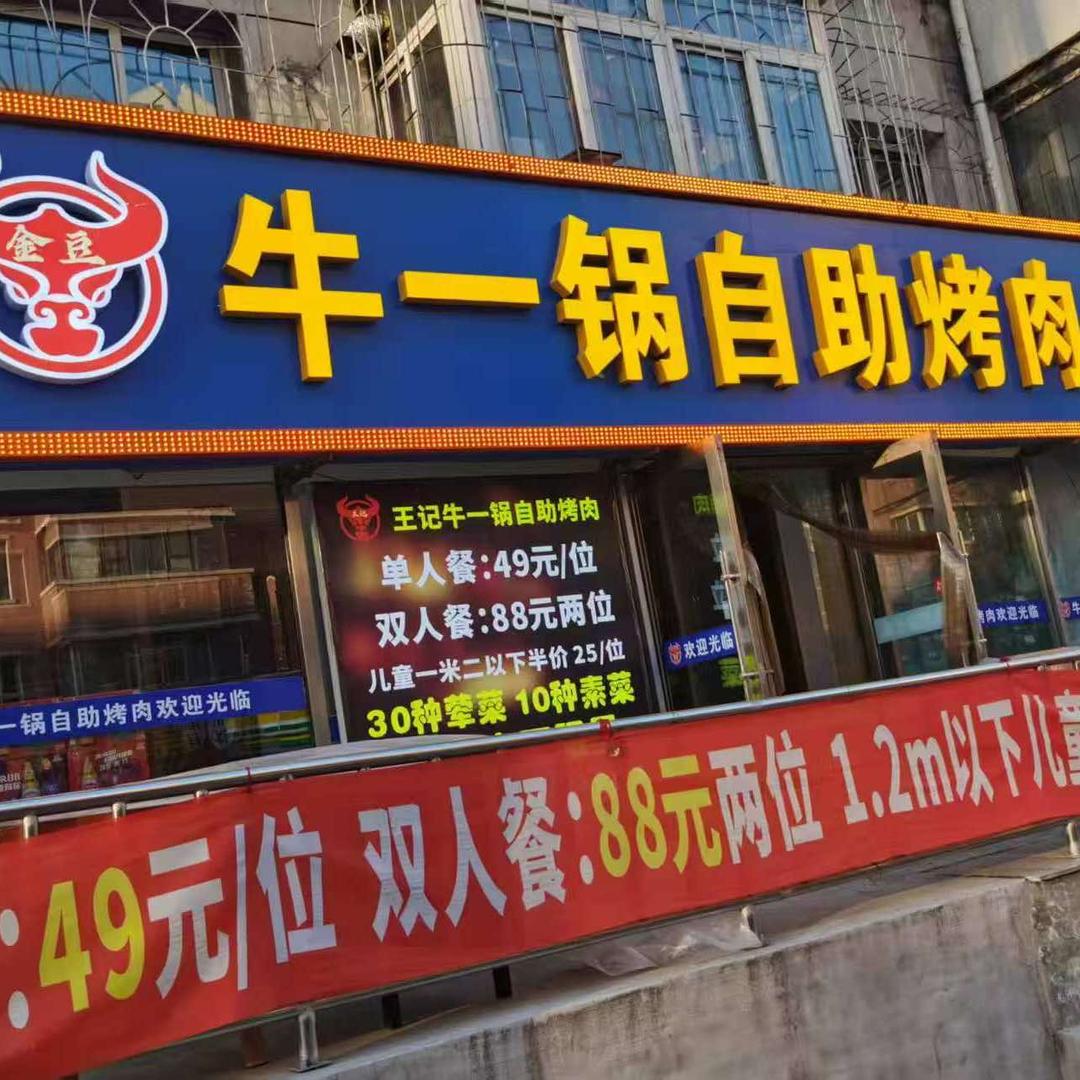 金豆
牛一锅自助烤肉
王记牛一锅自助烤肉
单人餐:49元/位
双人餐:88元两位
儿童一米二以下半价 25/位
30种荤菜 10种素菜
欢迎光临
烤肉欢迎光临
牛
一锅自助烤肉欢迎光临
:49元/位 双人餐:88元两位 1.2m以下儿童